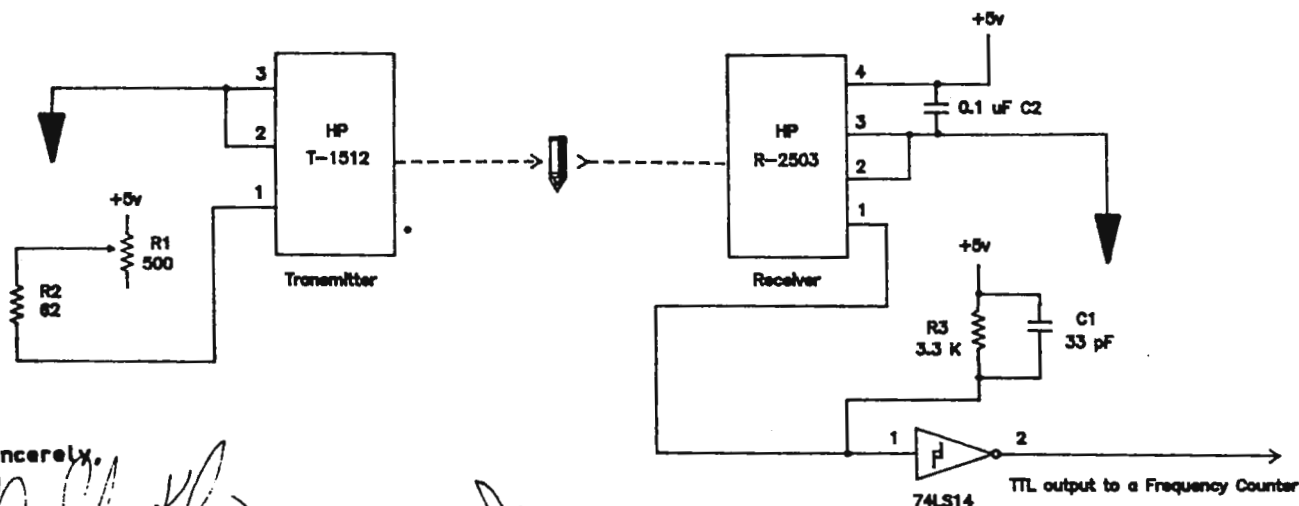 +5v
3
2
1
HP
T-1512
Transmitter
+5v
R1
500
R2
62
HP
R-2503
Receiver
4
3
2
1
+5v
0.1 uF C2
+5v
R3
3.3 K
C1
33 pF
1
2
74LS14
TTL output to a Frequency Counter
ncerely,